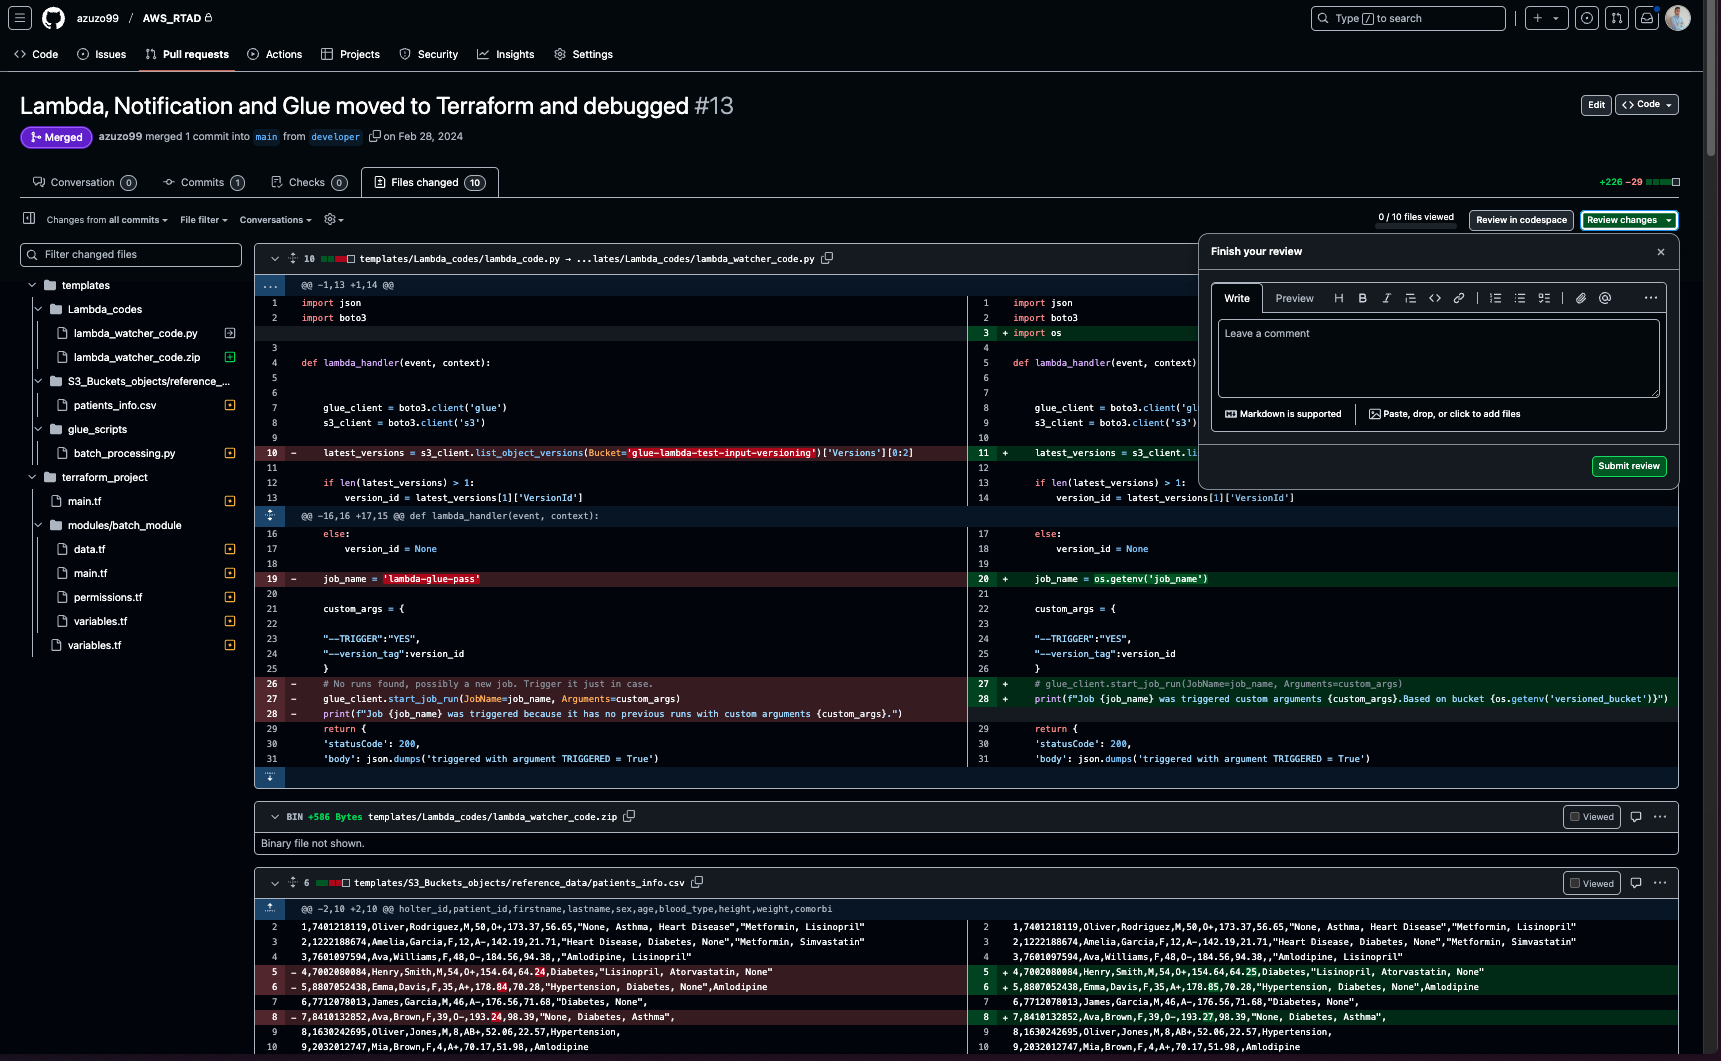 azuzo99 / AWS_RTAD
Type / to search
Code Issues Pull requests Actions Projects Security Insights Settings
Lambda, Notification and Glue moved to Terraform and debugged #13
Edit Code
Merged azuzo99 merged 1 commit into main from developer on Feb 28, 2024
Conversation 0 Commits 1 Checks 0 Files changed 10
+226 −29
Changes from all commits File filter Conversations
0 / 10 files viewed Review in codespace Review changes
Filter changed files
templates
Lambda_codes
lambda_watcher_code.py
lambda_watcher_code.zip
S3_Buckets_objects/reference_...
patients_info.csv
glue_scripts
batch_processing.py
terraform_project
main.tf
modules/batch_module
data.tf
main.tf
permissions.tf
variables.tf
variables.tf
10 templates/Lambda_codes/lambda_code.py → ...lates/Lambda_codes/lambda_watcher_code.py
... @@ -1,13 +1,14 @@
1 import json
2 import boto3
3
4 def lambda_handler(event, context):
5
6
7 glue_client = boto3.client('glue')
8 s3_client = boto3.client('s3')
9
10 - latest_versions = s3_client.list_object_versions(Bucket='glue-lambda-test-input-versioning')['Versions'][0:2]
11
12 if len(latest_versions) > 1:
13 version_id = latest_versions[1]['VersionId']
1 import json
2 import boto3
3 + import os
4
5 def lambda_handler(event, context)
6
7
8 glue_client = boto3.client('gl
9 s3_client = boto3.client('s3')
10
11 + latest_versions = s3_client.li
12
13 if len(latest_versions) > 1:
14 version_id = latest_versions[1]['VersionId']
@@ -16,16 +17,15 @@ def lambda_handler(event, context):
16 else:
17 version_id = None
18
19 - job_name = 'lambda-glue-pass'
20
21 custom_args = {
22
23 "--TRIGGER":"YES",
24 "--version_tag":version_id
25 }
26 - # No runs found, possibly a new job. Trigger it just in case.
27 - glue_client.start_job_run(JobName=job_name, Arguments=custom_args)
28 - print(f"Job {job_name} was triggered because it has no previous runs with custom arguments {custom_args}.")
29 return {
30 'statusCode': 200,
31 'body': json.dumps('triggered with argument TRIGGERED = True')
17 else:
18 version_id = None
19
20 + job_name = os.getenv('job_name')
21
22 custom_args = {
23
24 "--TRIGGER":"YES",
25 "--version_tag":version_id
26 }
27 + # glue_client.start_job_run(JobName=job_name, Arguments=custom_args)
28 + print(f"Job {job_name} was triggered custom arguments {custom_args}.Based on bucket {os.getenv('versioned_bucket')}")
29 return {
30 'statusCode': 200,
31 'body': json.dumps('triggered with argument TRIGGERED = True')
Finish your review
Write Preview
Leave a comment
Markdown is supported Paste, drop, or click to add files
Submit review
BIN +586 Bytes templates/Lambda_codes/lambda_watcher_code.zip Viewed
Binary file not shown.
6 templates/S3_Buckets_objects/reference_data/patients_info.csv Viewed
@@ -2,10 +2,10 @@ holter_id,patient_id,firstname,lastname,sex,age,blood_type,height,weight,comorbi
2 1,7401218119,Oliver,Rodriguez,M,50,O+,173.37,56.65,"None, Asthma, Heart Disease","Metformin, Lisinopril"
3 2,1222188674,Amelia,Garcia,F,12,A-,142.19,21.71,"Heart Disease, Diabetes, None","Metformin, Simvastatin"
4 3,7601097594,Ava,Williams,F,48,O-,184.56,94.38,,"Amlodipine, Lisinopril"
5 - 4,7002080084,Henry,Smith,M,54,O+,154.64,64.24,Diabetes,"Lisinopril, Atorvastatin, None"
6 - 5,8807052438,Emma,Davis,F,35,A+,178.84,70.28,"Hypertension, Diabetes, None",Amlodipine
7 6,7712078013,James,Garcia,M,46,A-,176.56,71.68,"Diabetes, None",
8 - 7,8410132852,Ava,Brown,F,39,O-,193.24,98.39,"None, Diabetes, Asthma",
9 8,1630242695,Oliver,Jones,M,8,AB+,52.06,22.57,Hypertension,
10 9,2032012747,Mia,Brown,F,4,A+,70.17,51.98,,Amlodipine
2 1,7401218119,Oliver,Rodriguez,M,50,O+,173.37,56.65,"None, Asthma, Heart Disease","Metformin, Lisinopril"
3 2,1222188674,Amelia,Garcia,F,12,A-,142.19,21.71,"Heart Disease, Diabetes, None","Metformin, Simvastatin"
4 3,7601097594,Ava,Williams,F,48,O-,184.56,94.38,,"Amlodipine, Lisinopril"
5 + 4,7002080084,Henry,Smith,M,54,O+,154.64,64.25,Diabetes,"Lisinopril, Atorvastatin, None"
6 + 5,8807052438,Emma,Davis,F,35,A+,178.85,70.28,"Hypertension, Diabetes, None",Amlodipine
7 6,7712078013,James,Garcia,M,46,A-,176.56,71.68,"Diabetes, None",
8 + 7,8410132852,Ava,Brown,F,39,O-,193.27,98.39,"None, Diabetes, Asthma",
9 8,1630242695,Oliver,Jones,M,8,AB+,52.06,22.57,Hypertension,
10 9,2032012747,Mia,Brown,F,4,A+,70.17,51.98,,Amlodipine